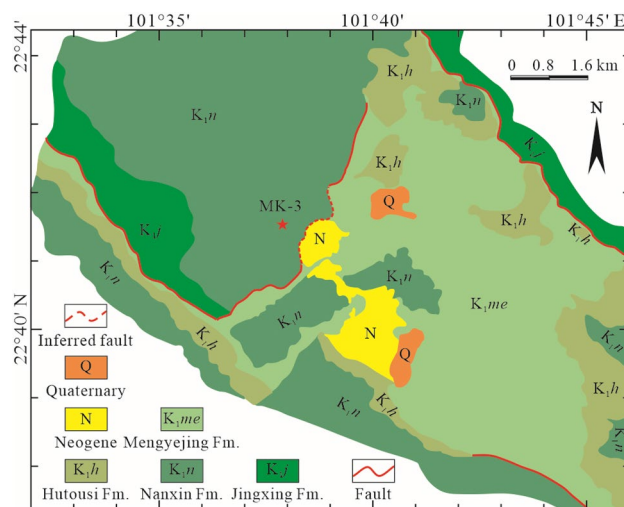 101°35′ 101°40′ 101°45′ E
22°44′
22°40′ N
0 0.8 1.6 km
N
K₁h
K₁n
K₁n
K₁j
K₁h
Q
MK-3
K₁h
K₁h
K₁j
N
K₁n
K₁n
K₁me
K₁n
N
K₁n
K₁h
Q
K₁h
K₁n
K₁h
K₁n
Inferred fault
Q
Quaternary
N
Neogene
K₁me
Mengyejing Fm.
K₁h
Hutousi Fm.
K₁n
Nanxin Fm.
K₁j
Jingxing Fm.
Fault